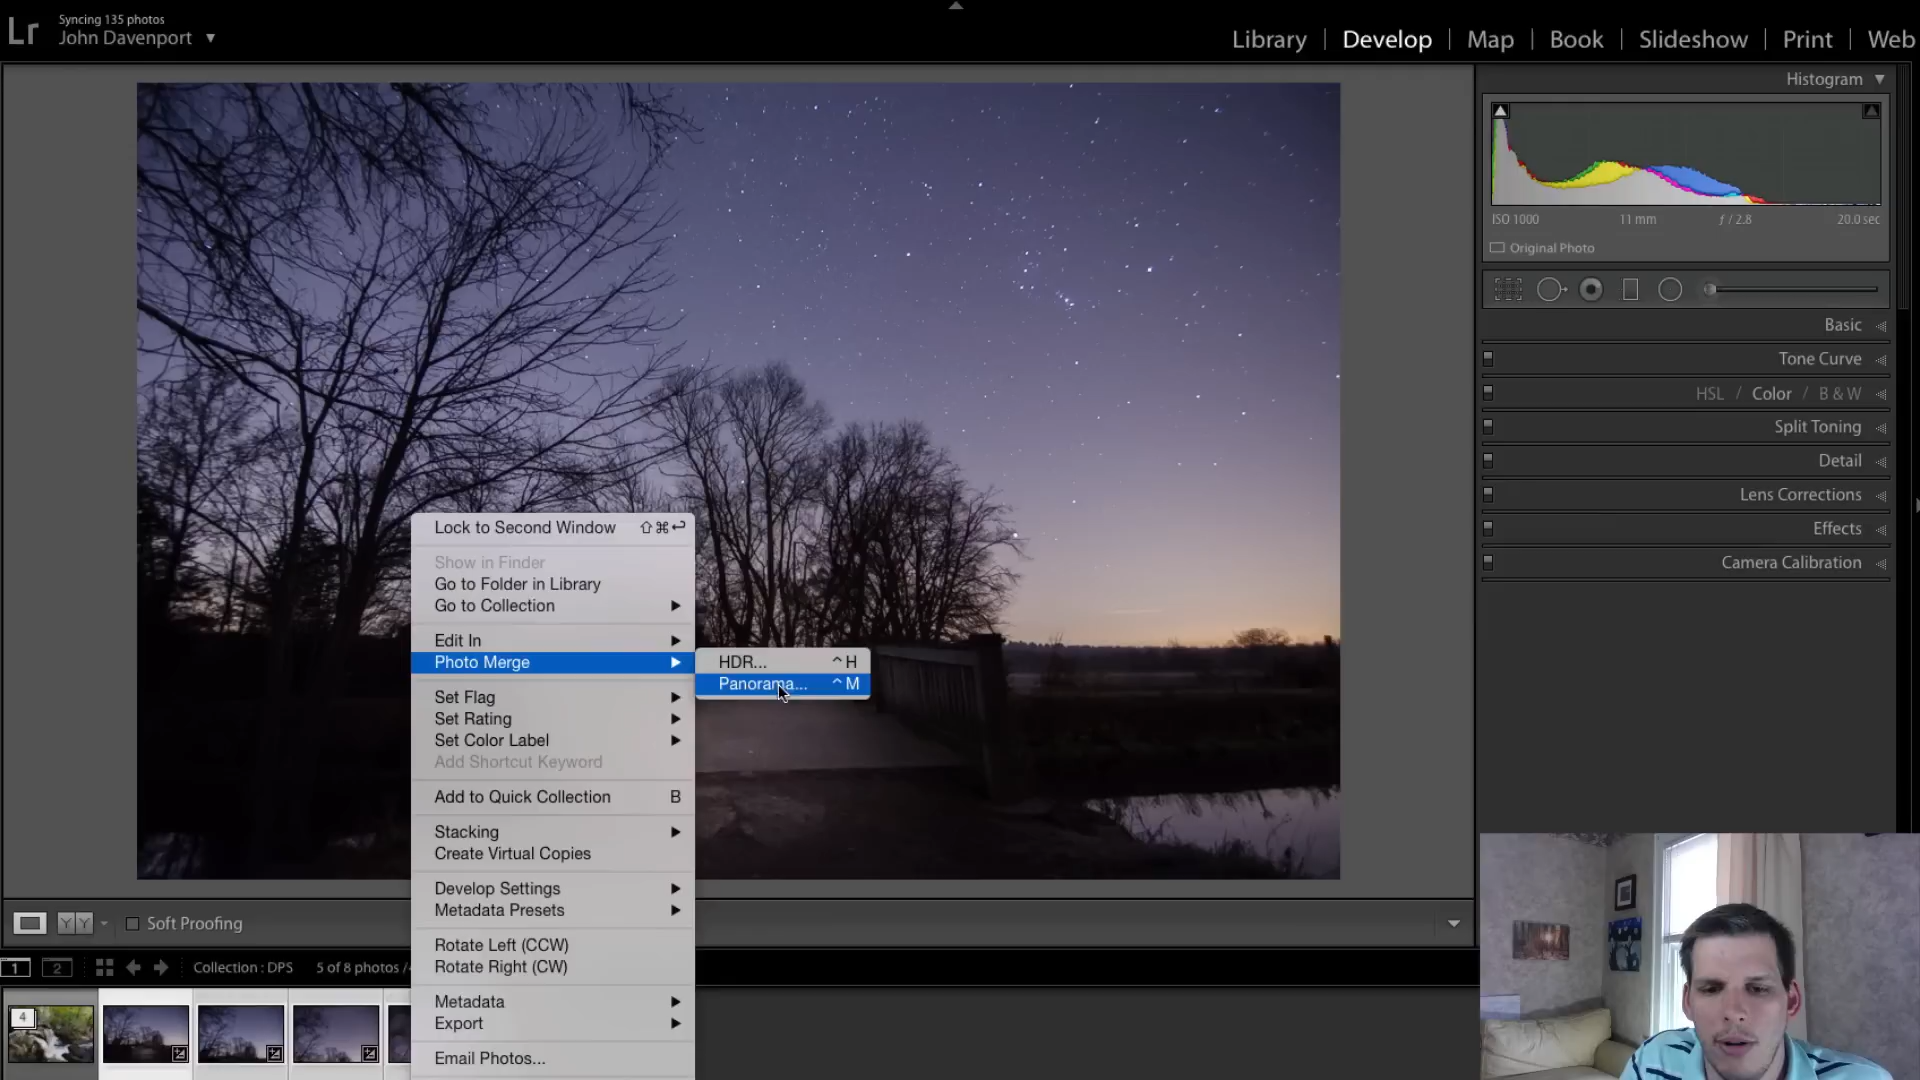 Lr
Syncing 135 photos
John Davenport ▼
Library | Develop | Map | Book | Slideshow | Print | Web
Histogram ▼
ISO 1000 11 mm ƒ / 2.8 20.0 sec
Original Photo
Basic
Tone Curve
HSL / Color / B & W
Split Toning
Detail
Lens Corrections
Effects
Camera Calibration
Lock to Second Window ⇧⌘↩
Show in Finder
Go to Folder in Library
Go to Collection ▶
Edit In ▶
Photo Merge ▶
HDR... ^ H
Panorama... ^ M
Set Flag ▶
Set Rating ▶
Set Color Label ▶
Add Shortcut Keyword
Add to Quick Collection B
Stacking ▶
Create Virtual Copies
Develop Settings ▶
Metadata Presets ▶
Rotate Left (CCW)
Rotate Right (CW)
Metadata ▶
Export ▶
Email Photos...
YY Soft Proofing
1 2 Collection : DPS 5 of 8 photos /
4